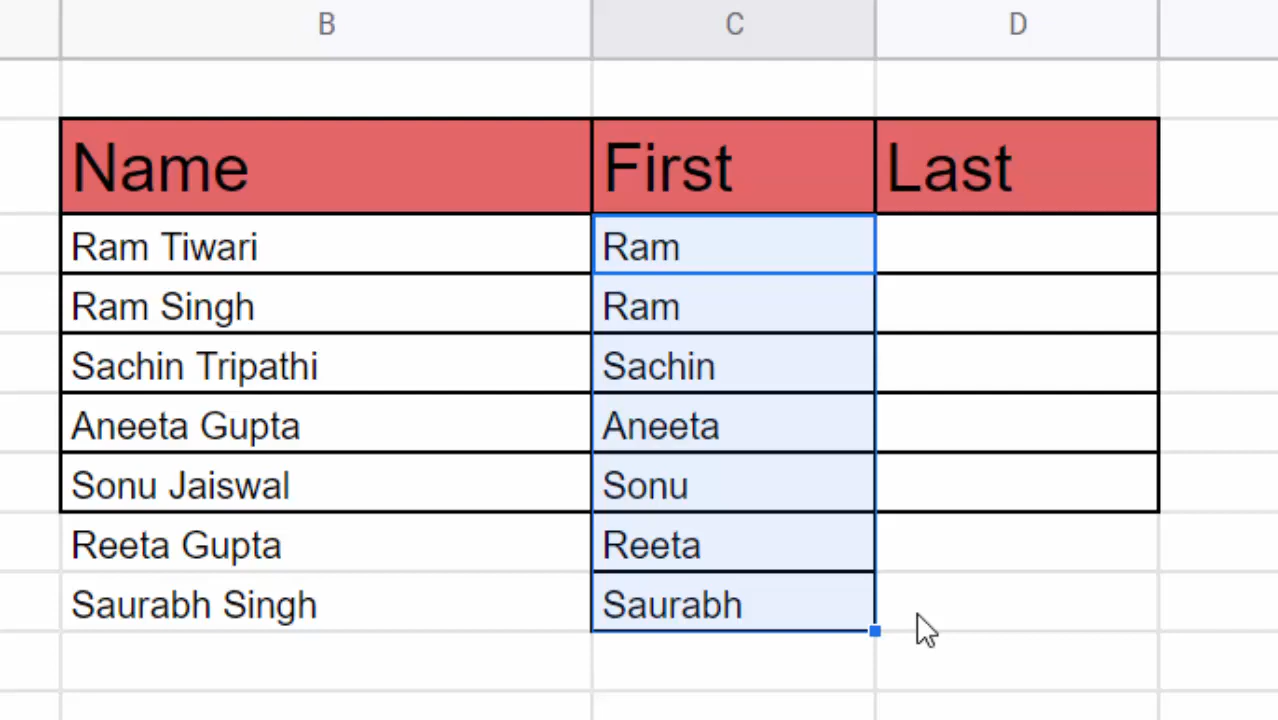 B C D
Name First Last
Ram Tiwari Ram
Ram Singh Ram
Sachin Tripathi Sachin
Aneeta Gupta Aneeta
Sonu Jaiswal Sonu
Reeta Gupta Reeta
Saurabh Singh Saurabh